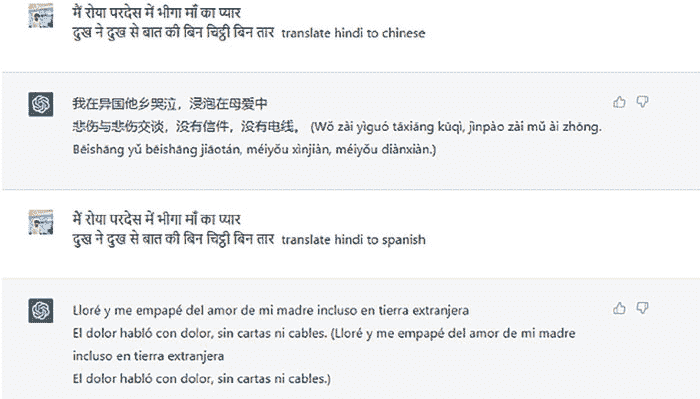 मैं रोया परदेस में भीगा माँ का प्यार
दुख ने दुख से बात की बिन चिट्ठी बिन तार translate hindi to chinese
我在异国他乡哭泣，浸泡在母爱中
悲伤与悲伤交谈，没有信件，没有电线。 (Wǒ zài yìguó tāxiāng kūqì, jìnpào zài mǔ ài zhōng.
Bēishāng yǔ bēishāng jiāotán, méiyǒu xìnjiàn, méiyǒu diànxiàn.)
मैं रोया परदेस में भीगा माँ का प्यार
दुख ने दुख से बात की बिन चिट्ठी बिन तार translate hindi to spanish
Lloré y me empapé del amor de mi madre incluso en tierra extranjera
El dolor habló con dolor, sin cartas ni cables. (Lloré y me empapé del amor de mi madre
incluso en tierra extranjera
El dolor habló con dolor, sin cartas ni cables.)